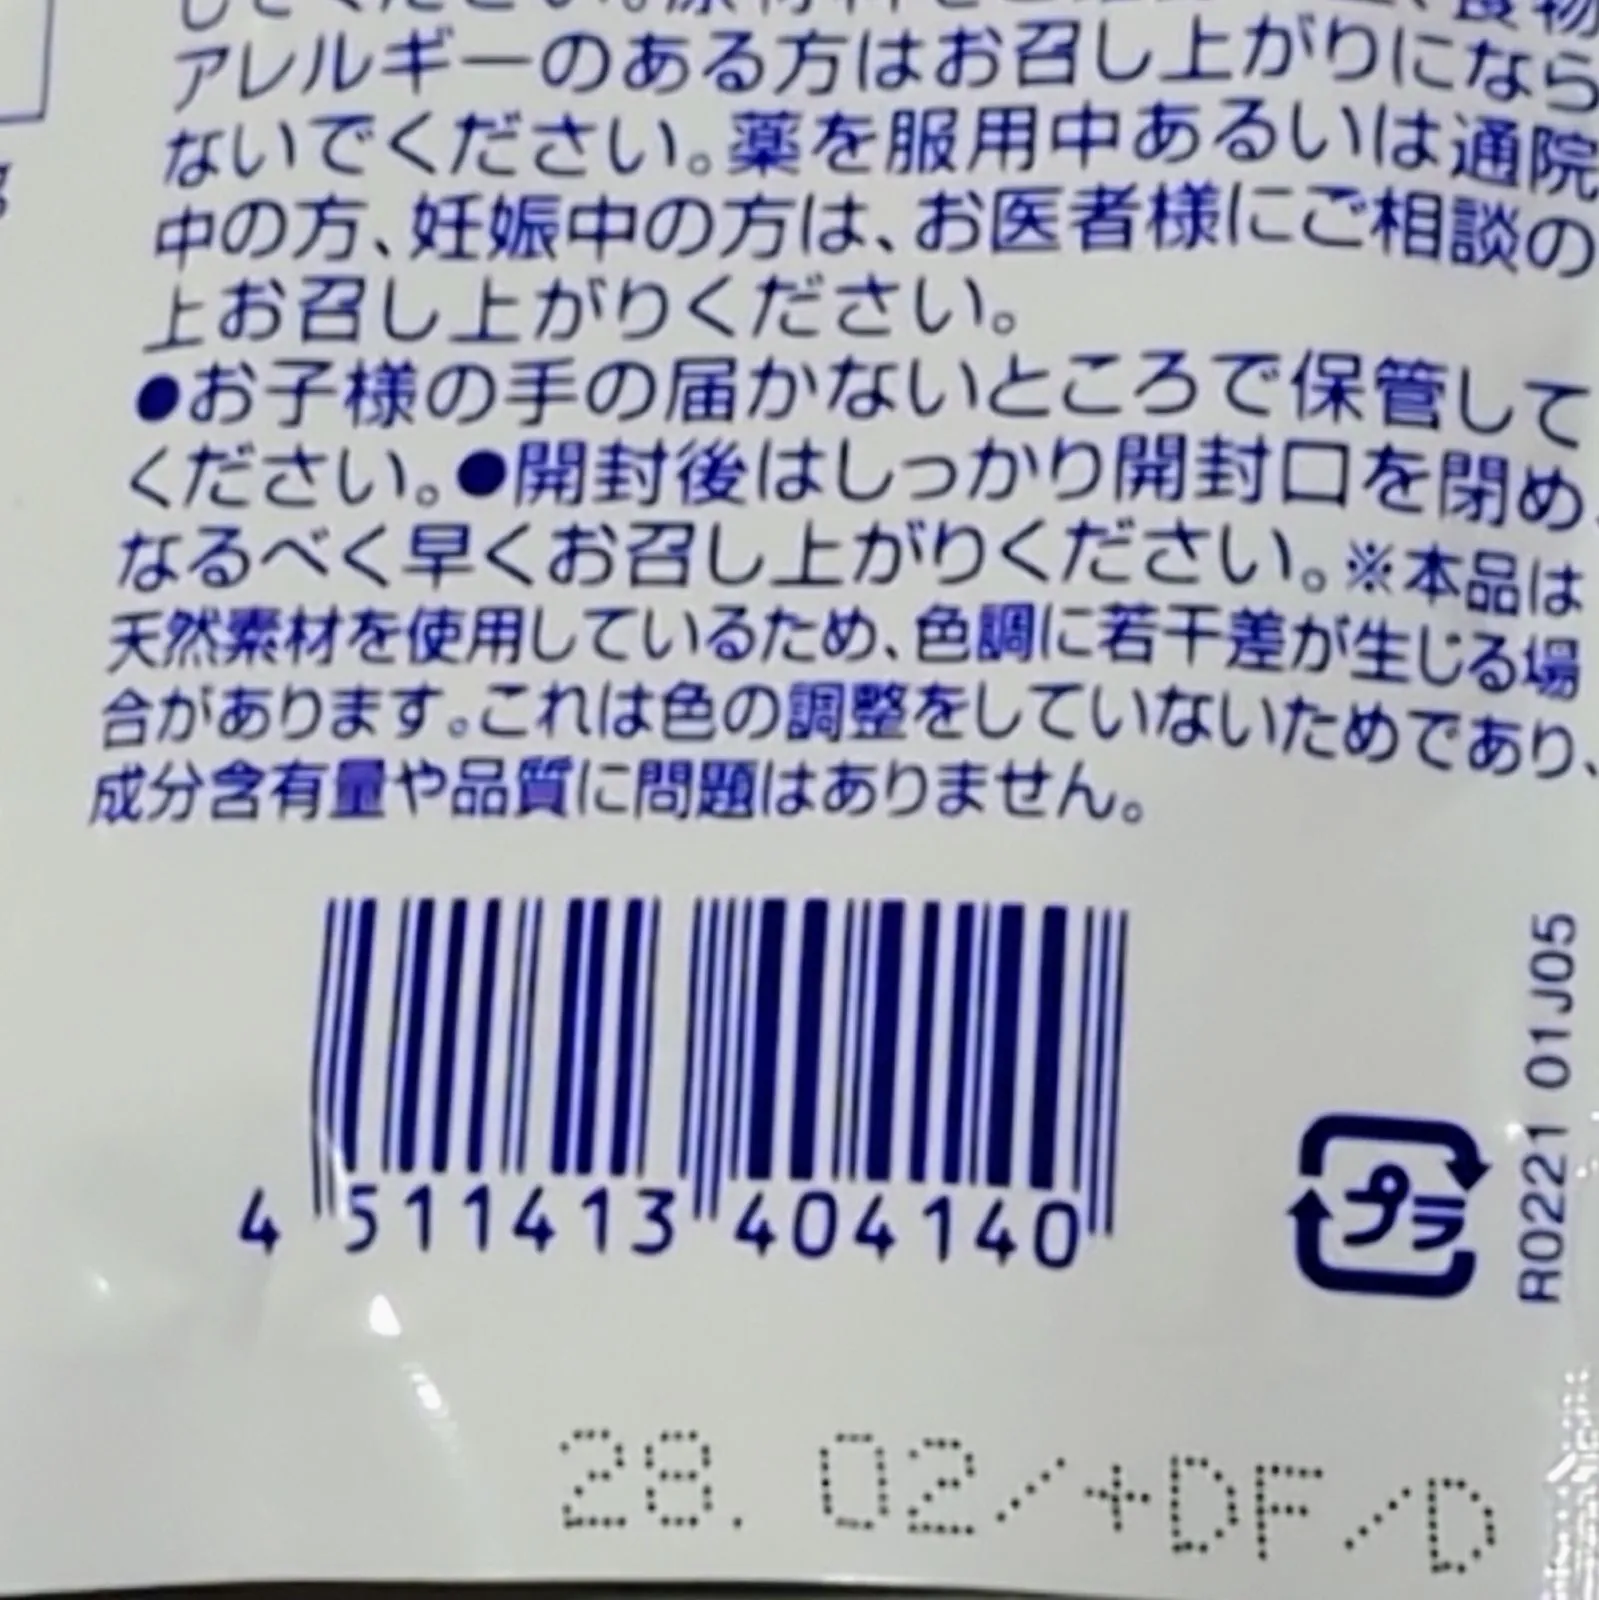 アレルギーのある方はお召し上がりになら
ないでください。薬を服用中あるいは通院
中の方、妊娠中の方は、お医者様にご相談の
上お召し上がりください。
●お子様の手の届かないところで保管して
ください。●開封後はしっかり開封口を閉め、
なるべく早くお召し上がりください。※本品は
天然素材を使用しているため、色調に若干差が生じる場
合があります。これは色の調整をしていないためであり、
成分含有量や品質に問題はありません。
4 511413 404140
プラ
R0221 01J05
28. 02/+DF/D